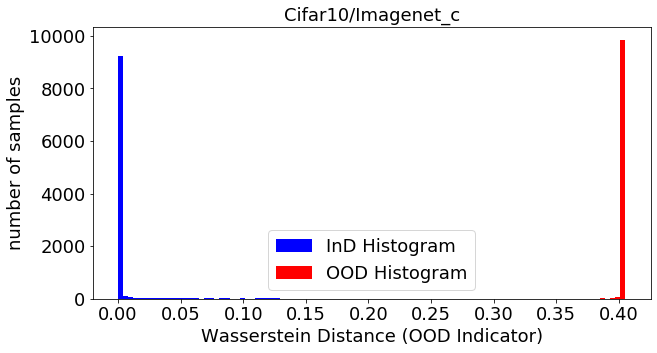 Cifar10/Imagenet_c
number of samples
10000
8000
6000
4000
2000
0
InD Histogram
OOD Histogram
0.00 0.05 0.10 0.15 0.20 0.25 0.30 0.35 0.40
Wasserstein Distance (OOD Indicator)